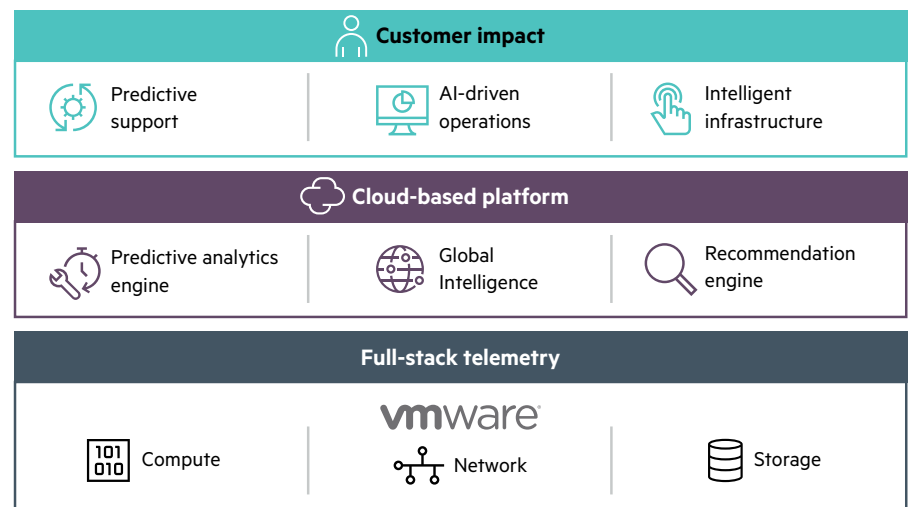 Customer impact
Predictive
support
AI-driven
operations
Intelligent
infrastructure
Cloud-based platform
Predictive analytics
engine
Global
Intelligence
Recommendation
engine
Full-stack telemetry
vmware
101
010
Compute
Network
Storage